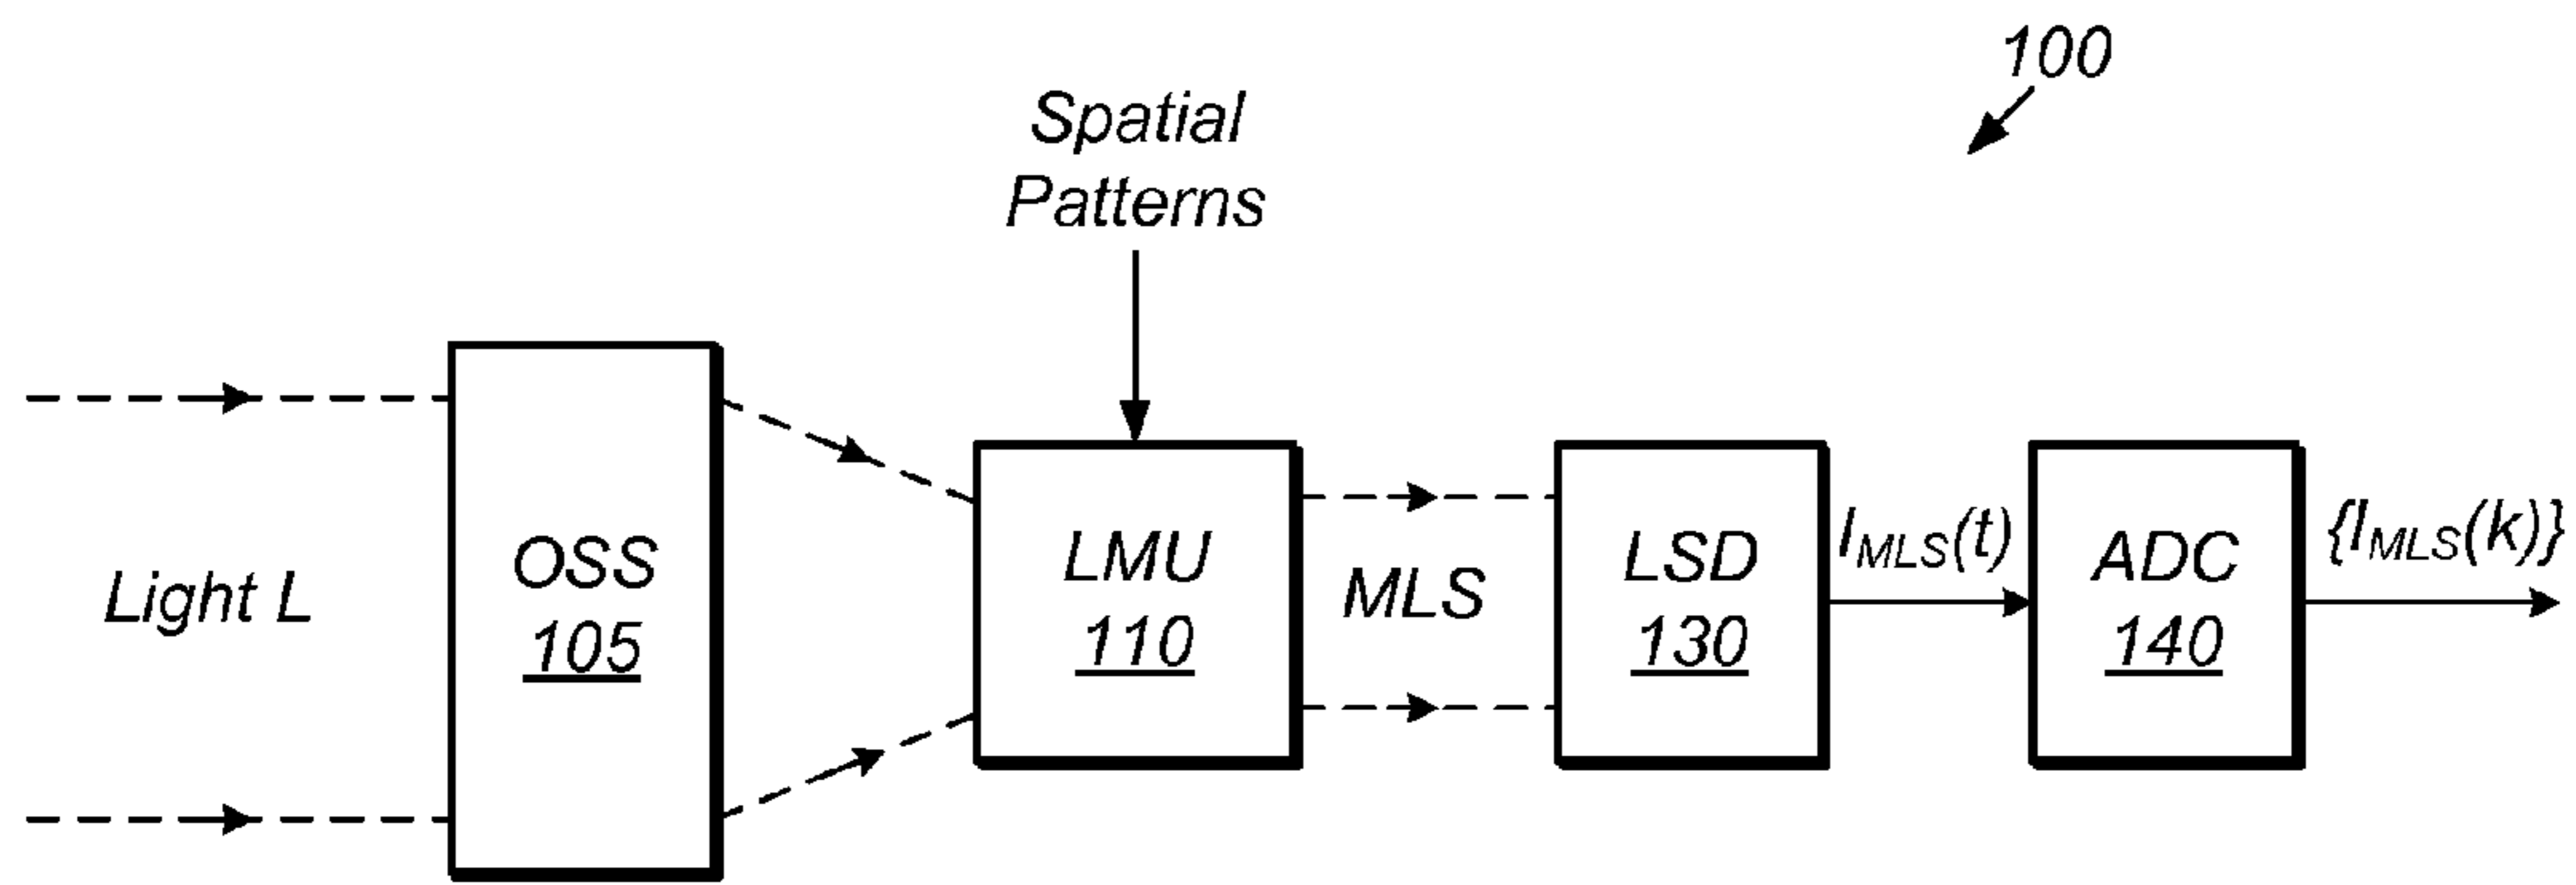 100
Spatial
Patterns
Light L
OSS
105
LMU
110
MLS
LSD
130
I_MLS(t)
ADC
140
{I_MLS(k)}